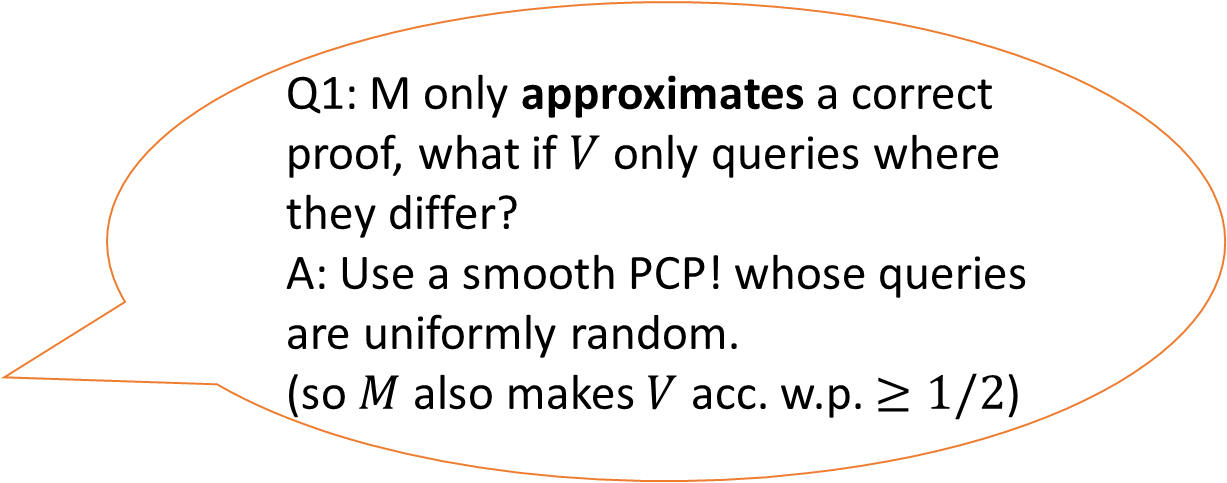 Q1: M only approximates a correct
proof, what if 𝑉 only queries where
they differ?
A: Use a smooth PCP! whose queries
are uniformly random.
(so 𝑀 also makes 𝑉 acc. w.p. ≥ 1/2)